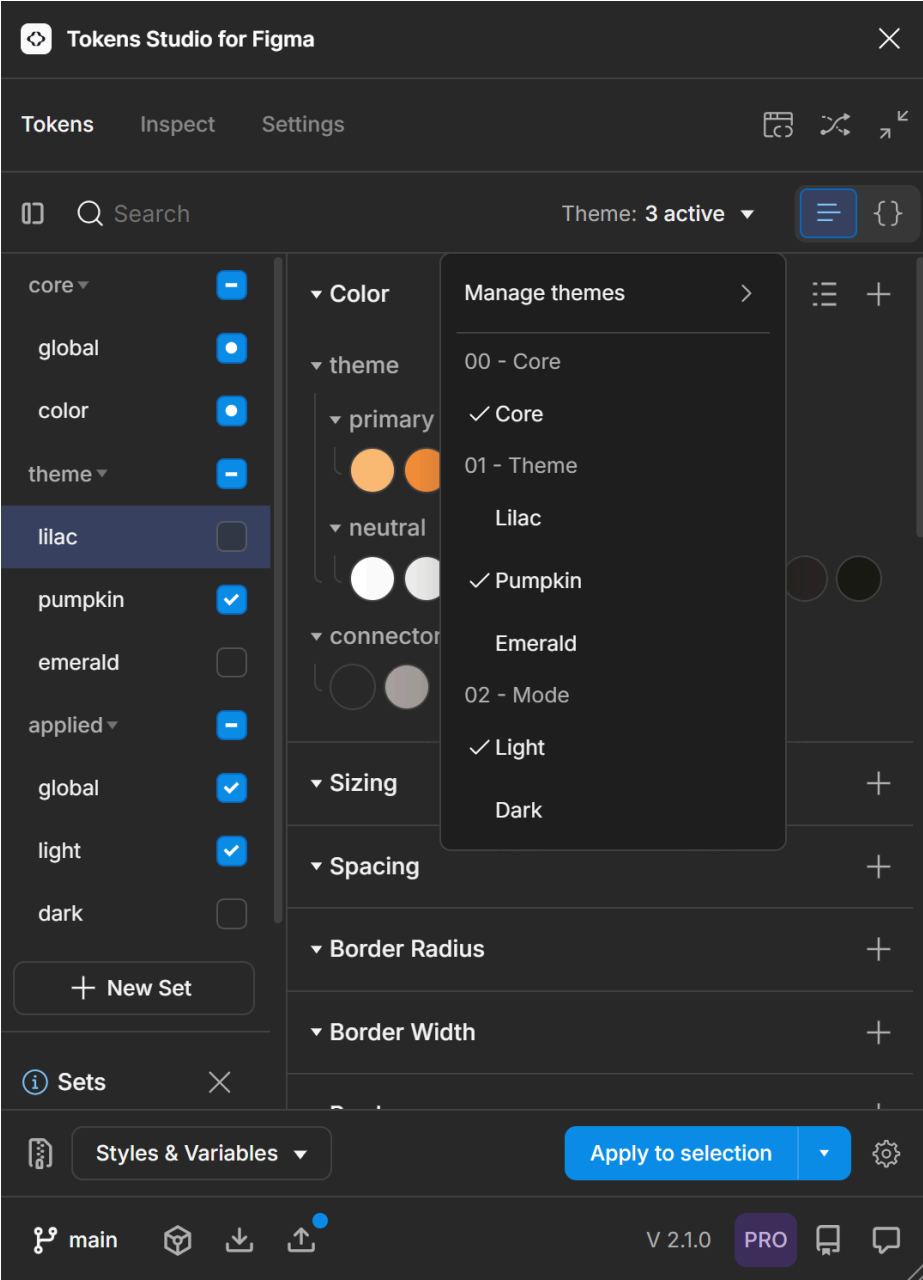 Tokens Studio for Figma
Tokens Inspect Settings
Search Theme: 3 active
core
global
color
theme
lilac
pumpkin
emerald
applied
global
light
dark
New Set
Sets
Color
theme
primary
neutral
connector
Sizing
Spacing
Border Radius
Border Width
Manage themes
00 - Core
Core
01 - Theme
Lilac
Pumpkin
Emerald
02 - Mode
Light
Dark
Styles & Variables Apply to selection
main V 2.1.0 PRO